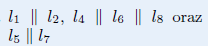 l₁ ∥ l₂, l₄ ∥ l₆ ∥ l₈ oraz
l₅ ∥ l₇